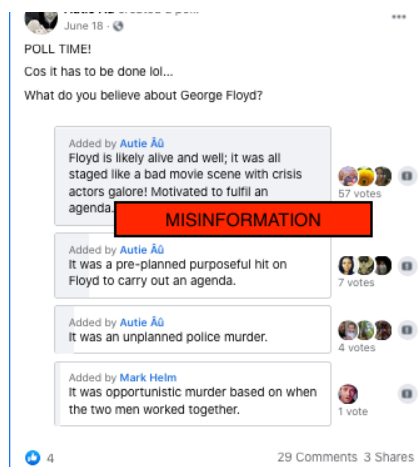 June 18 ·
POLL TIME!
Cos it has to be done lol...
What do you believe about George Floyd?
Added by Autie Âû
Floyd is likely alive and well; it was all
staged like a bad movie scene with crisis
actors galore! Motivated to fulfil an
agenda.
57 votes
MISINFORMATION
Added by Autie Âû
It was a pre-planned purposeful hit on
Floyd to carry out an agenda.
7 votes
Added by Autie Âû
It was an unplanned police murder.
4 votes
Added by Mark Helm
It was opportunistic murder based on when
the two men worked together.
1 vote
4
29 Comments 3 Shares